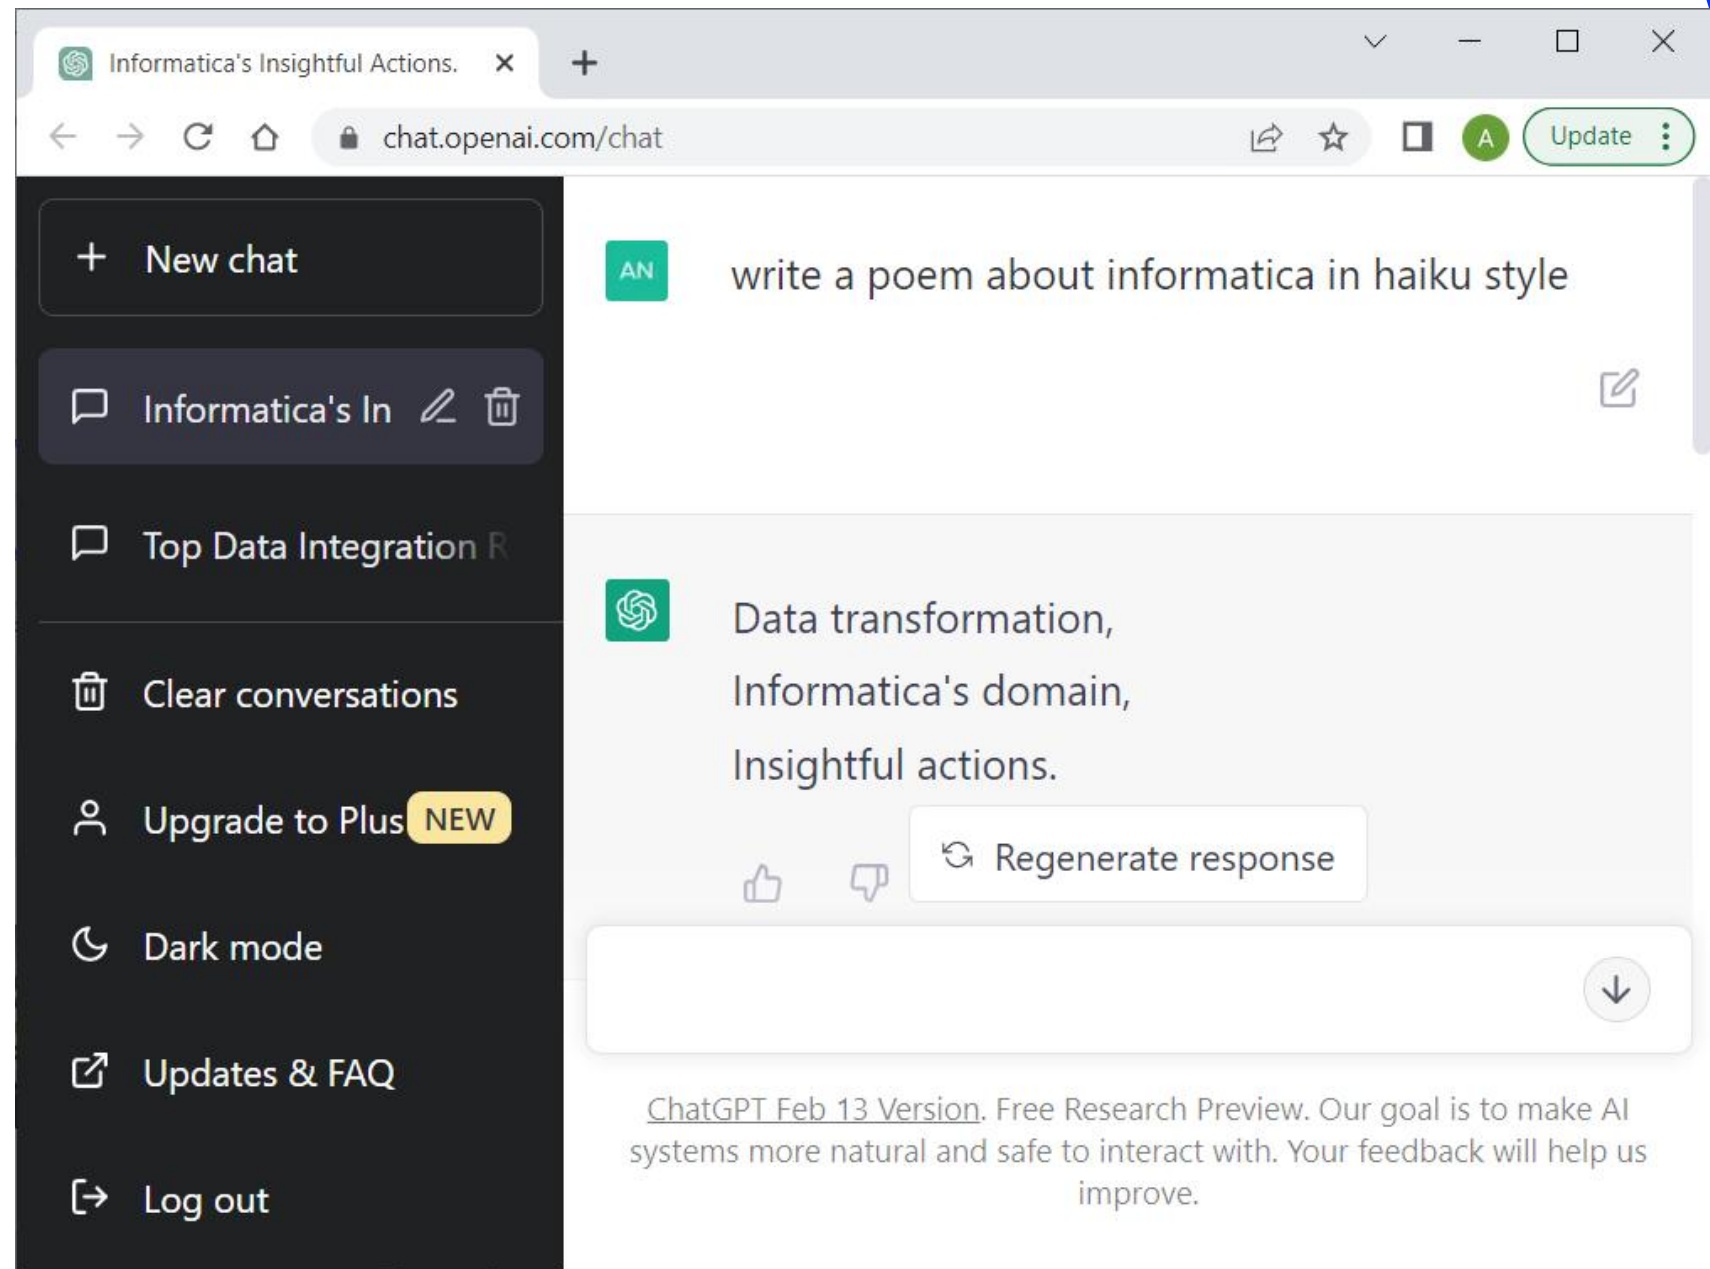 Informatica's Insightful Actions.
chat.openai.com/chat
A
Update
New chat
Informatica's In
Top Data Integration R
Clear conversations
Upgrade to Plus NEW
Dark mode
Updates & FAQ
Log out
AN
write a poem about informatica in haiku style
Data transformation,
Informatica's domain,
Insightful actions.
Regenerate response
ChatGPT Feb 13 Version. Free Research Preview. Our goal is to make AI
systems more natural and safe to interact with. Your feedback will help us
improve.